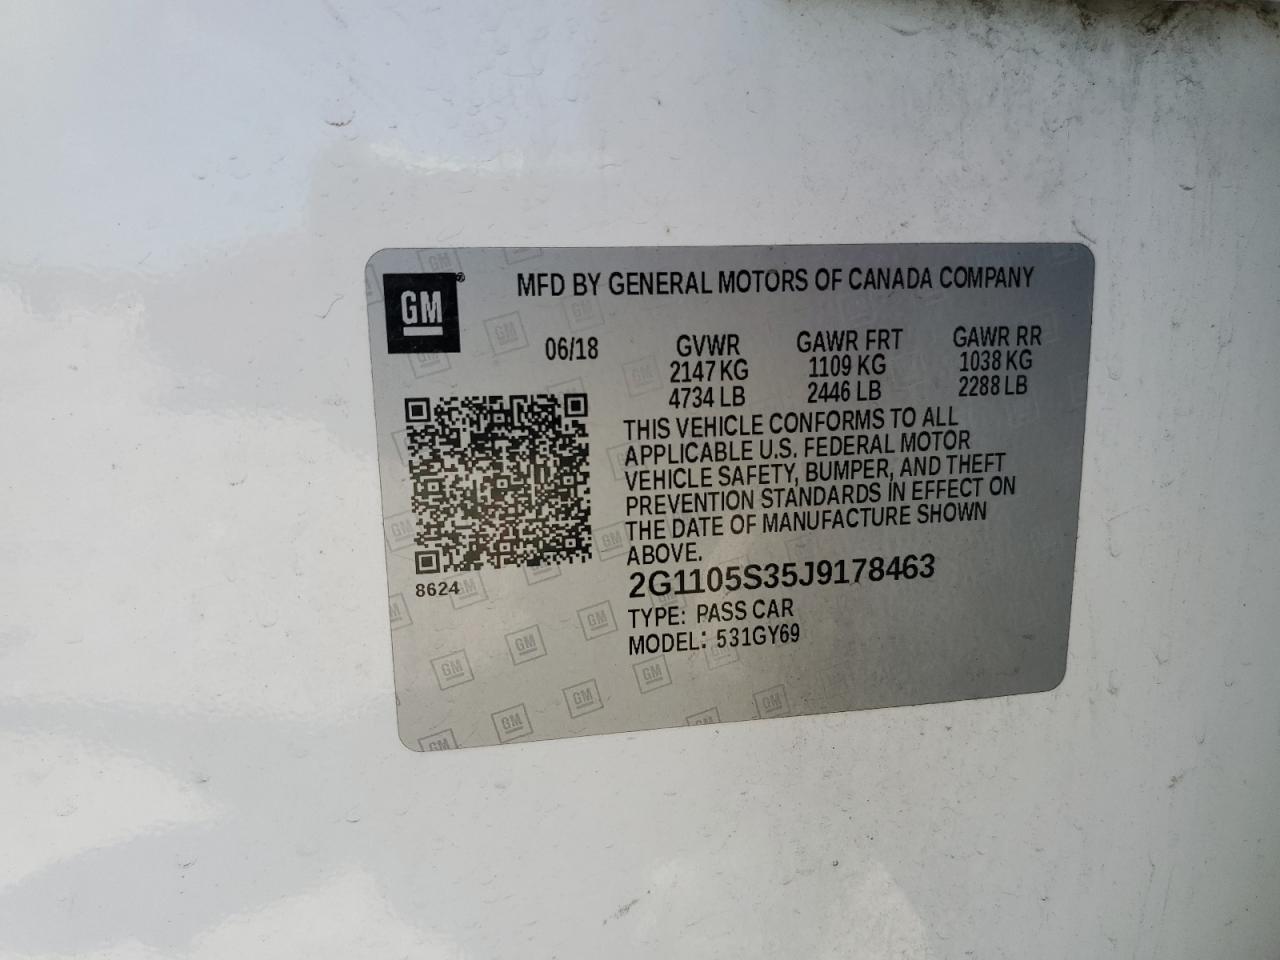 GM
MFD BY GENERAL MOTORS OF CANADA COMPANY
06/18
GVWR
2147 KG
4734 LB
GAWR FRT
1109 KG
2446 LB
GAWR RR
1038 KG
2288 LB
THIS VEHICLE CONFORMS TO ALL
APPLICABLE U.S. FEDERAL MOTOR
VEHICLE SAFETY, BUMPER, AND THEFT
PREVENTION STANDARDS IN EFFECT ON
THE DATE OF MANUFACTURE SHOWN
ABOVE.
8624
2G1105S35J9178463
TYPE: PASS CAR
MODEL: 531GY69